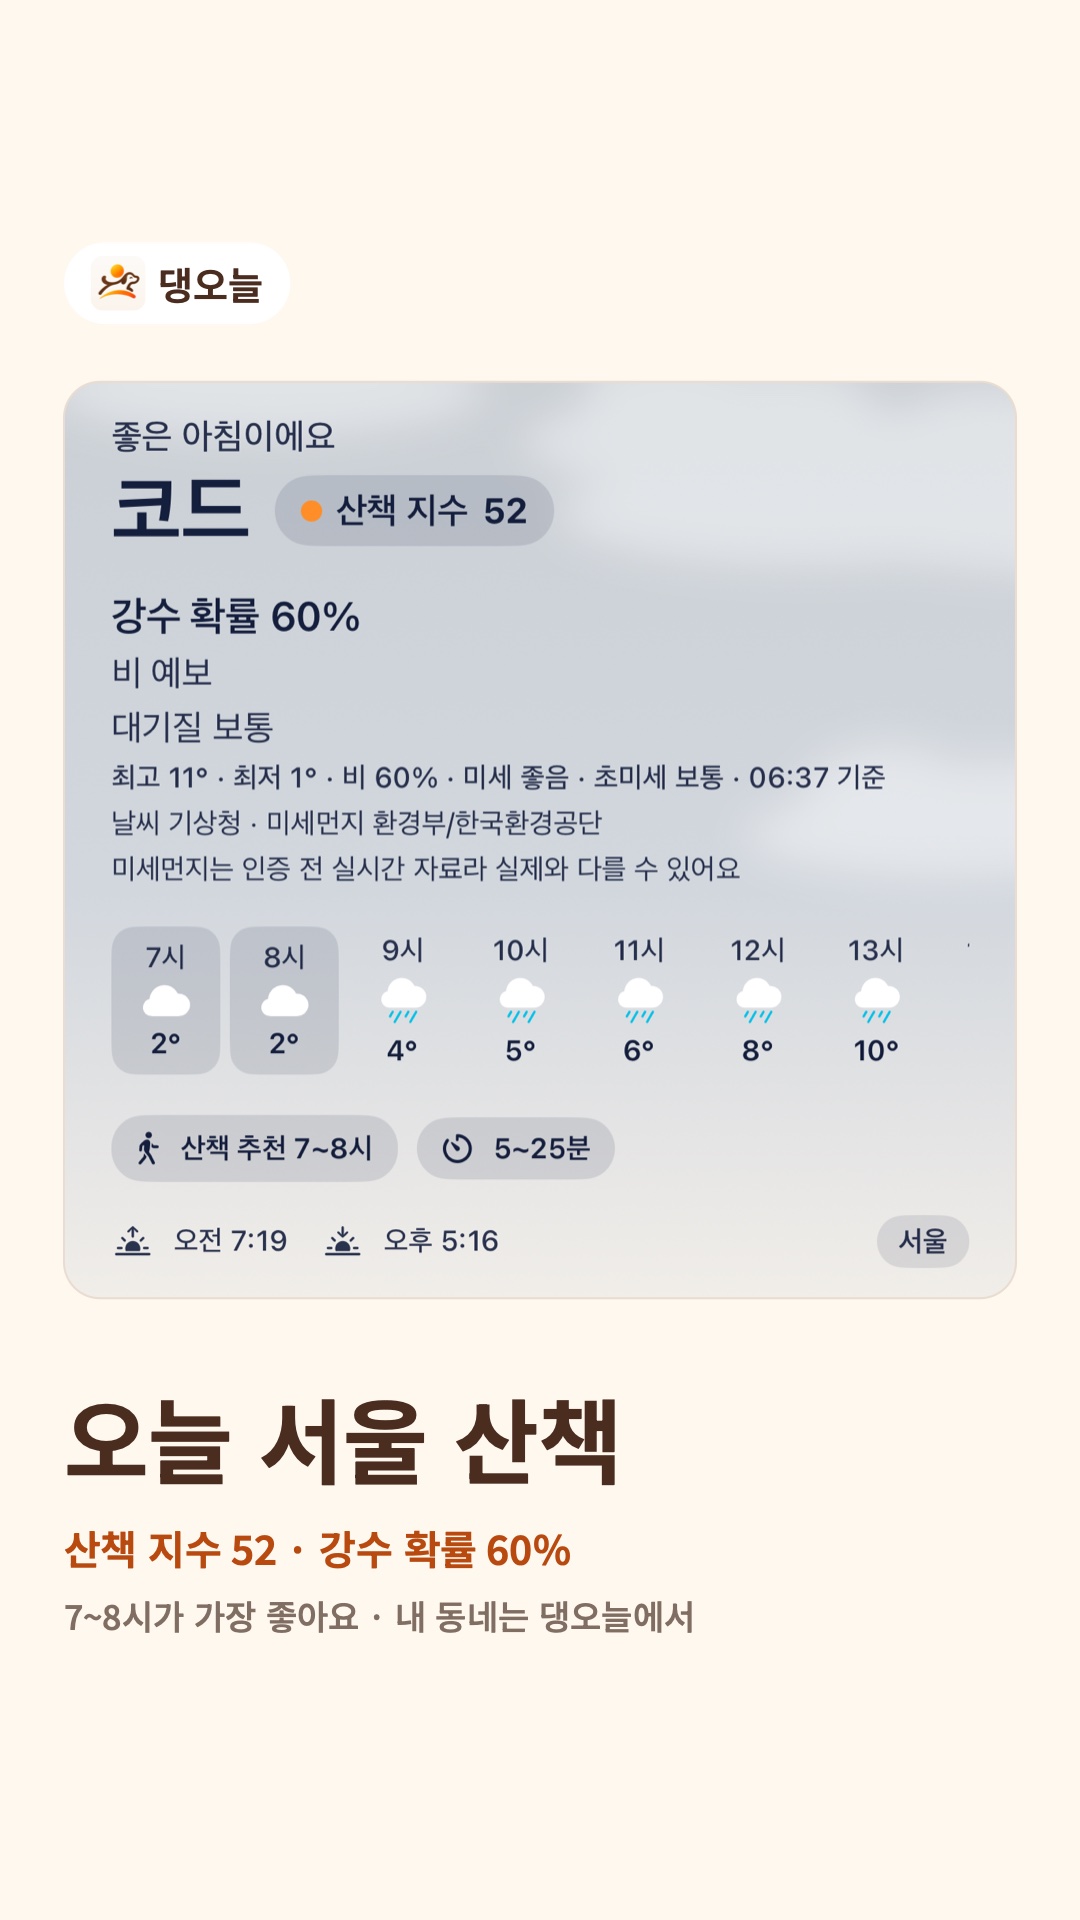 댕오늘
좋은 아침이에요
코드 산책 지수 52
강수 확률 60%
비 예보
대기질 보통
최고 11° · 최저 1° · 비 60% · 미세 좋음 · 초미세 보통 · 06:37 기준
날씨 기상청 · 미세먼지 환경부/한국환경공단
미세먼지는 인증 전 실시간 자료라 실제와 다를 수 있어요
7시 8시 9시 10시 11시 12시 13시
2° 2° 4° 5° 6° 8° 10°
산책 추천 7~8시 5~25분
오전 7:19 오후 5:16 서울
오늘 서울 산책
산책 지수 52 · 강수 확률 60%
7~8시가 가장 좋아요 · 내 동네는 댕오늘에서